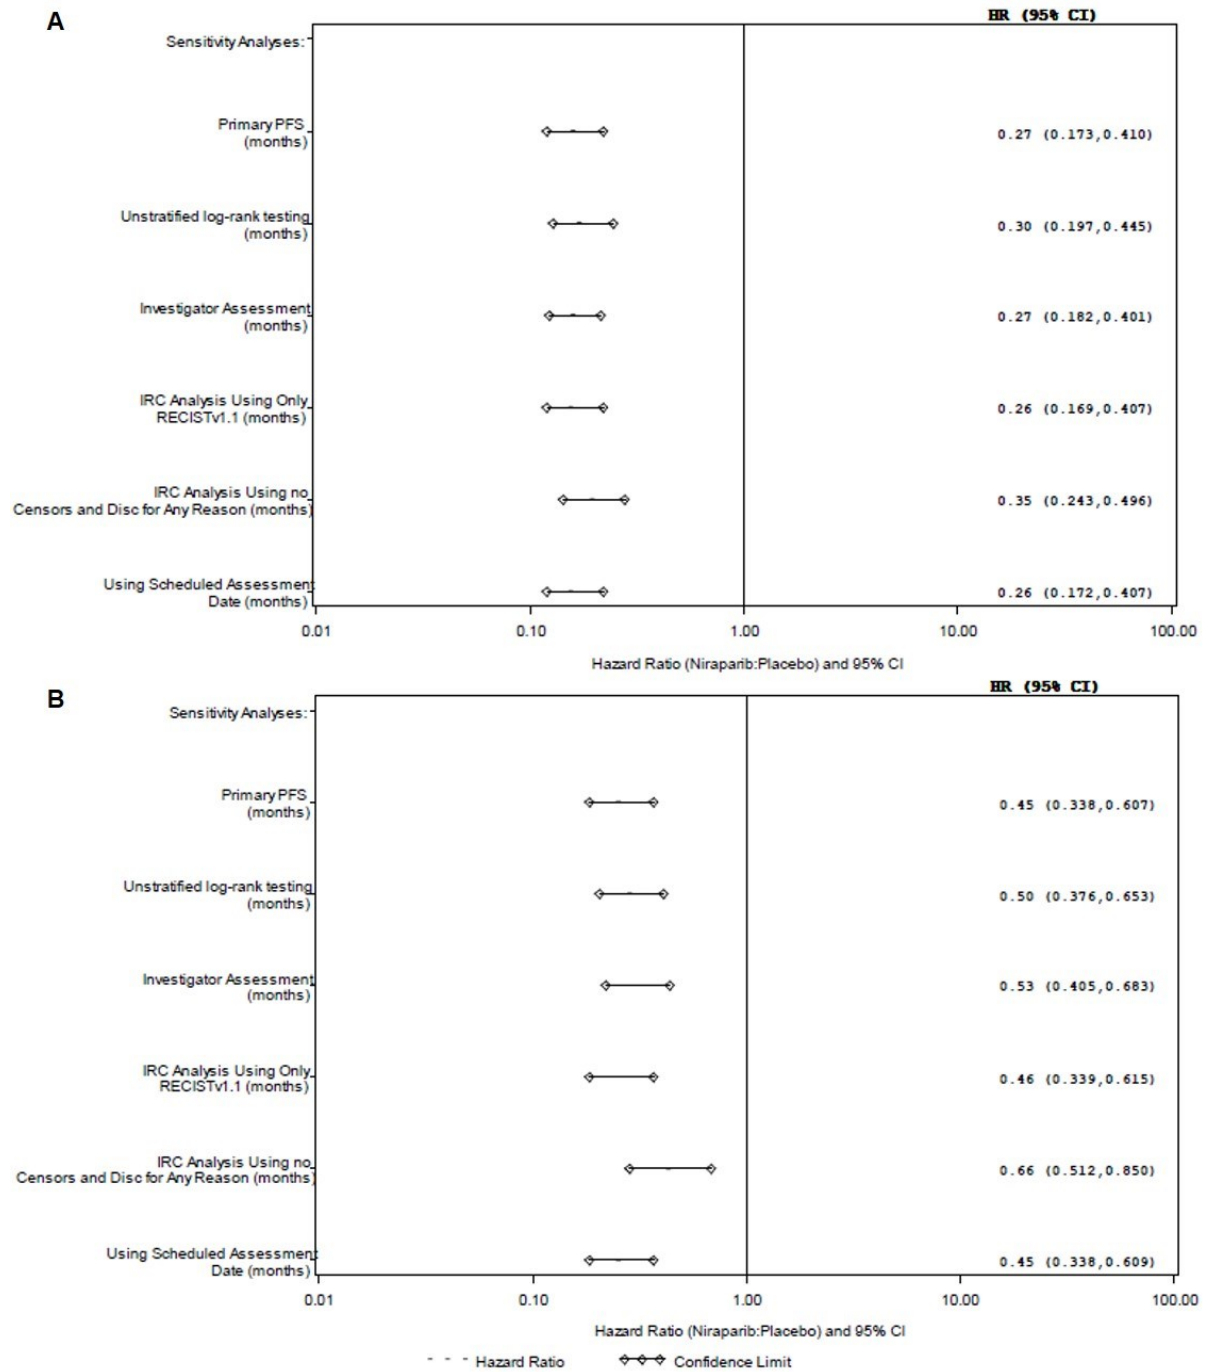 A
HR (95% CI)
Sensitivity Analyses:
Primary PFS
(months)
0.27 (0.173,0.410)
Unstratified log-rank testing
(months)
0.30 (0.197,0.445)
Investigator Assessment
(months)
0.27 (0.182,0.401)
IRC Analysis Using Only
RECISTv1.1 (months)
0.26 (0.169,0.407)
IRC Analysis Using no
Censors and Disc for Any Reason (months)
0.35 (0.243,0.496)
Using Scheduled Assessment
Date (months)
0.26 (0.172,0.407)
0.01 0.10 1.00 10.00 100.00
Hazard Ratio (Niraparib:Placebo) and 95% CI
B
HR (95% CI)
Sensitivity Analyses:
Primary PFS
(months)
0.45 (0.338,0.607)
Unstratified log-rank testing
(months)
0.50 (0.376,0.653)
Investigator Assessment
(months)
0.53 (0.405,0.683)
IRC Analysis Using Only
RECISTv1.1 (months)
0.46 (0.339,0.615)
IRC Analysis Using no
Censors and Disc for Any Reason (months)
0.66 (0.512,0.850)
Using Scheduled Assessment
Date (months)
0.45 (0.338,0.609)
0.01 0.10 1.00 10.00 100.00
Hazard Ratio (Niraparib:Placebo) and 95% CI
Hazard Ratio Confidence Limit